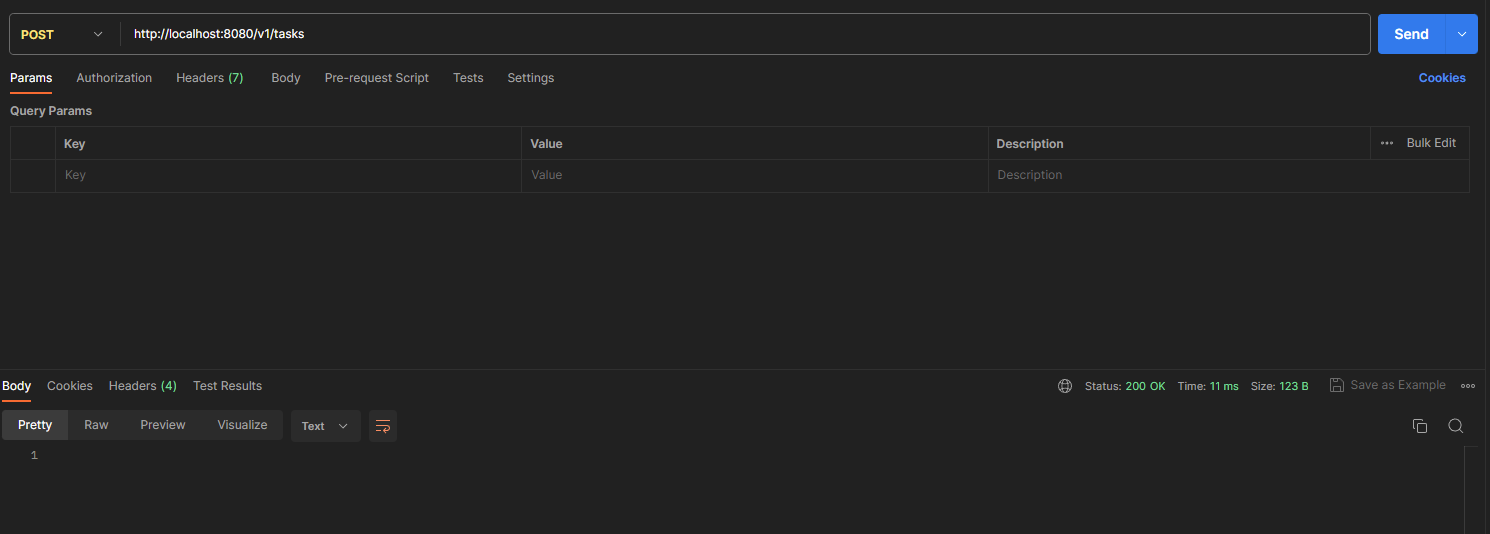 POST http://localhost:8080/v1/tasks Send
Params Authorization Headers (7) Body Pre-request Script Tests Settings Cookies
Query Params
Key Value Description Bulk Edit
Key Value Description
Body Cookies Headers (4) Test Results Status: 200 OK Time: 11 ms Size: 123 B Save as Example
Pretty Raw Preview Visualize Text
1